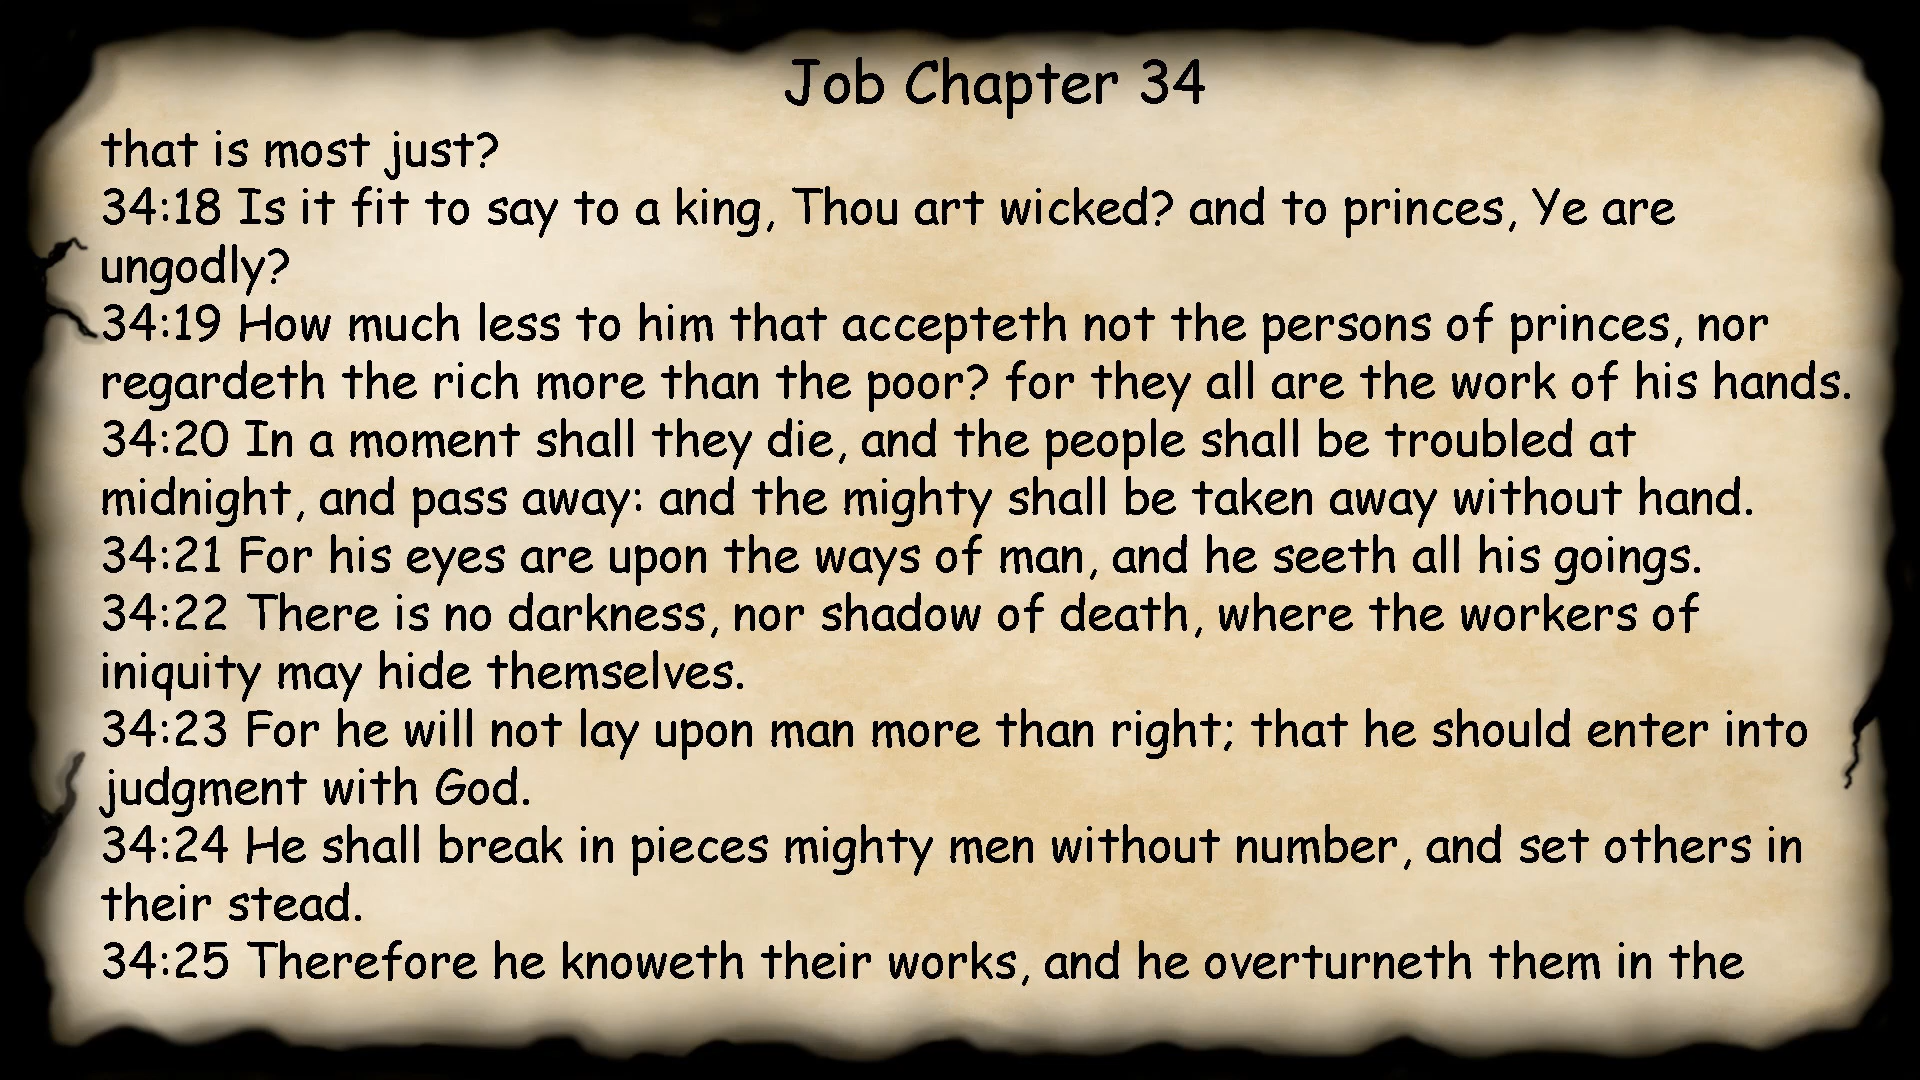 Job Chapter 34
that is most just?
34:18 Is it fit to say to a king, Thou art wicked? and to princes, Ye are
ungodly?
34:19 How much less to him that accepteth not the persons of princes, nor
regardeth the rich more than the poor? for they all are the work of his hands.
34:20 In a moment shall they die, and the people shall be troubled at
midnight, and pass away: and the mighty shall be taken away without hand.
34:21 For his eyes are upon the ways of man, and he seeth all his goings.
34:22 There is no darkness, nor shadow of death, where the workers of
iniquity may hide themselves.
34:23 For he will not lay upon man more than right; that he should enter into
judgment with God.
34:24 He shall break in pieces mighty men without number, and set others in
their stead.
34:25 Therefore he knoweth their works, and he overturneth them in the